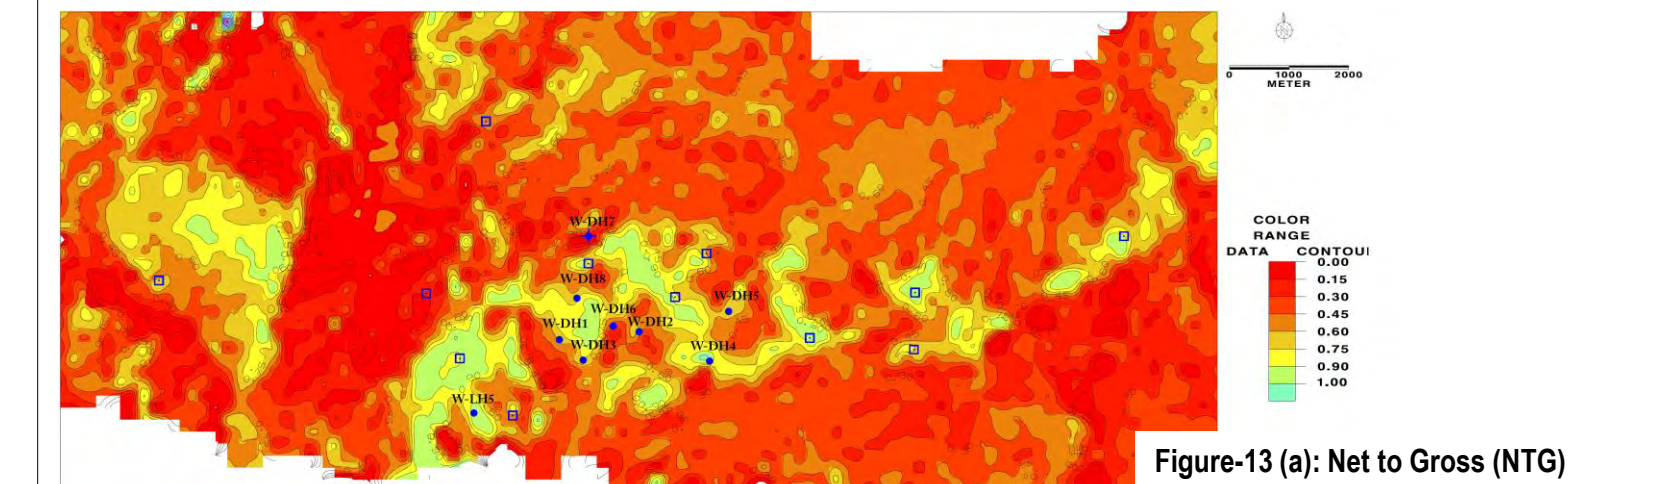 N
0 1000 2000
METER
COLOR
RANGE
DATA CONTOU
0.00
0.15
0.30
0.45
0.60
0.75
0.90
1.00
W-DH7
W-DH8
W-DH6
W-DH5
W-DH1
W-DH2
W-DH3
W-DH4
W-LH5
Figure-13 (a): Net to Gross (NTG)